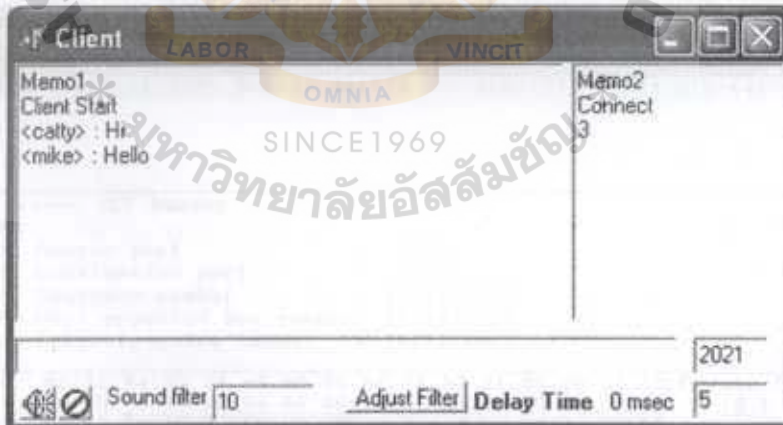 Client
LABOR VINCIT
Memo1
Client Start
<catty> : Hi
<mike> : Hello
Memo2
Connect
3
OMNIA
SINCE1969
มหาวิทยาลัยอัสสัมชัญ
2021
Sound filter 10 Adjust Filter Delay Time 0 msec 5